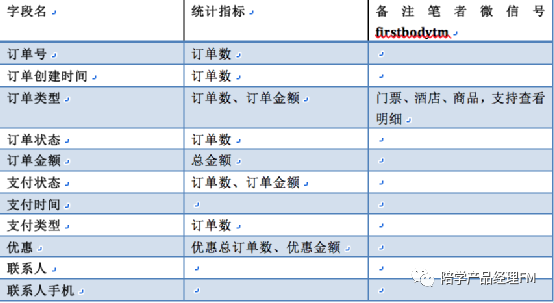 字段名 统计指标 备注笔者微信号
firstbodytm
订单号 订单数
订单创建时间 订单数
订单类型 订单数、订单金额 门票、酒店、商品，支持查看
明细
订单状态 订单数
订单金额 总金额
支付状态 订单数、订单金额
支付时间
支付类型 订单数
优惠 优惠总订单数、优惠金额
联系人
联系人手机
陪学产品经理FM